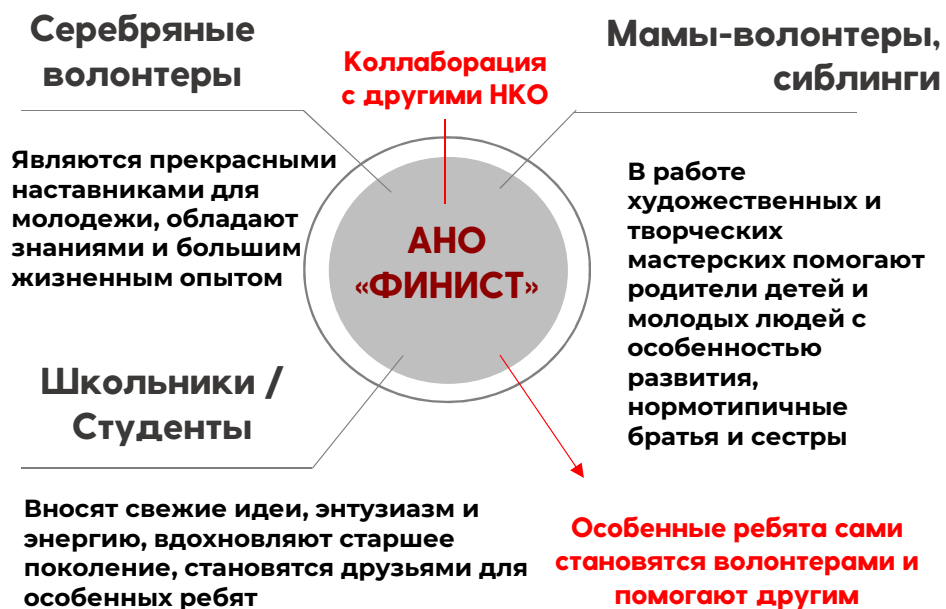 Серебряные
волонтеры
Являются прекрасными
наставниками для
молодежи, обладают
знаниями и большим
жизненным опытом
Коллаборация
с другими НКО
Мамы-волонтеры,
сиблинги
В работе
художественных и
творческих
мастерских помогают
родители детей и
молодых людей с
особенностью
развития,
нормотипичные
братья и сестры
АНО
«ФИНИСТ»
Школьники /
Студенты
Вносят свежие идеи, энтузиазм и
энергию, вдохновляют старшее
поколение, становятся друзьями для
особенных ребят
Особенные ребята сами
становятся волонтерами и
помогают другим